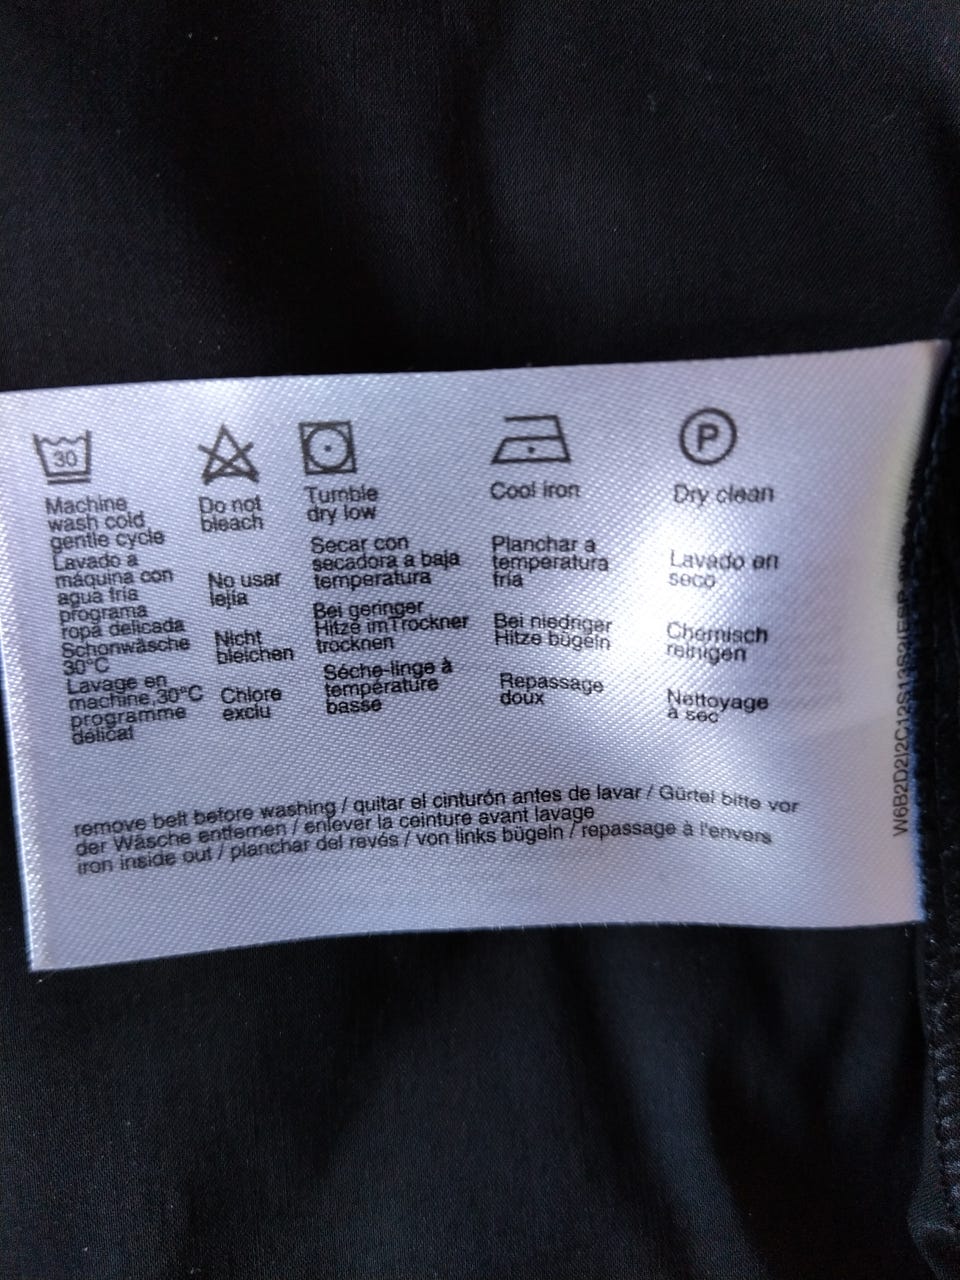 30
Machine
wash cold
gentle cycle
Lavado a
máquina con
agua fría
programa
ropa delicada
Schonwäsche
30°C
Lavage en
machine,30°C
programme
délicat
Do not
bleach
No usar
lejía
Nicht
bleichen
Chlore
exclu
Tumble
dry low
Secar con
secadora a baja
temperatura
Bei geringer
Hitze imTrockner
trocknen
Séche-linge à
température
basse
Cool iron
Planchar a
temperatura
fría
Bei niedriger
Hitze bügeln
Repassage
doux
P
Dry clean
Lavado en
seco
Chemisch
reinigen
Nettoyage
à sec
remove belt before washing / quitar el cinturón antes de lavar / Gürtel bitte vor
der Wäsche entfernen / enlever la ceinture avant lavage
iron inside out / planchar del revés / von links bügeln / repassage à l'envers